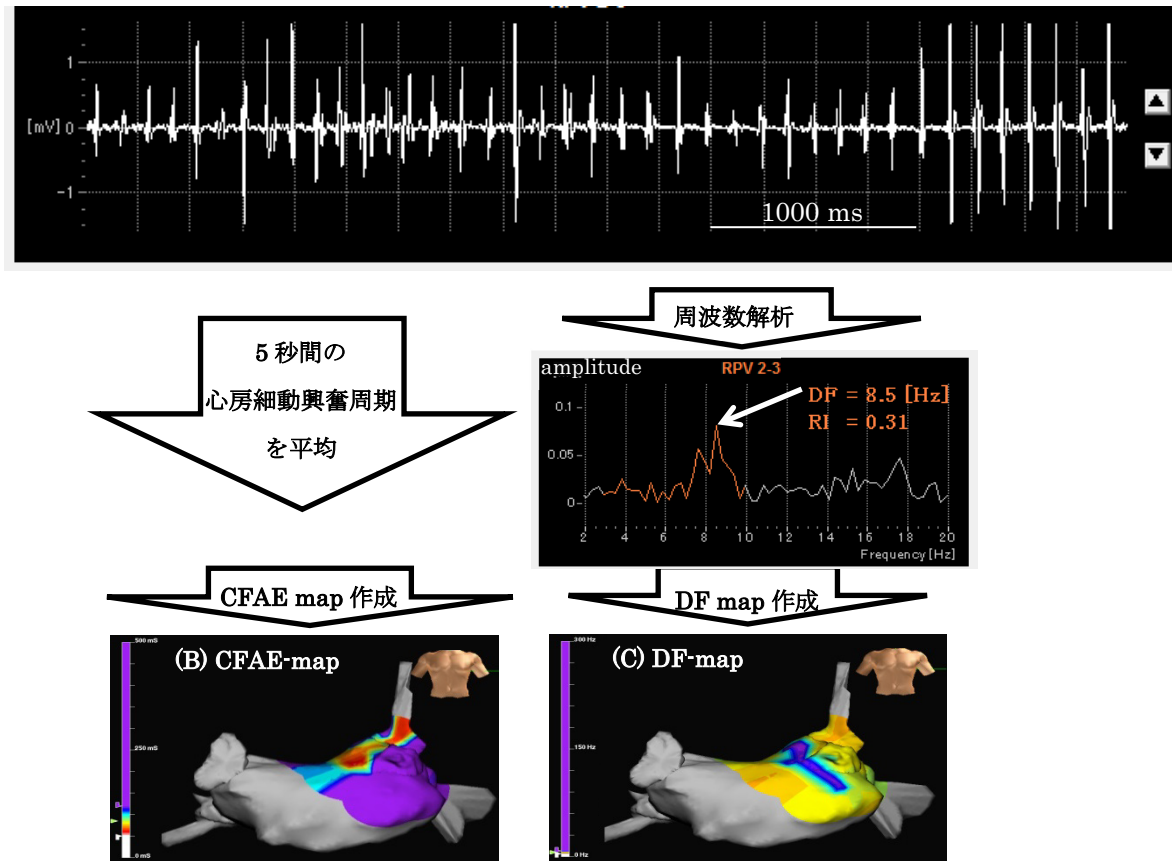 1
[mV] 0
-1
1000 ms
5 秒間の
心房細動興奮周期
を平均
周波数解析
amplitude
RPV 2-3
DF = 8.5 [Hz]
RI = 0.31
0.1
0.05
0
2 4 6 8 10 12 14 16 18 20
Frequency [Hz]
CFAE map 作成
DF map 作成
(B) CFAE-map
500 mS
250 mS
0 mS
(C) DF-map
300 Hz
150 Hz
0 Hz